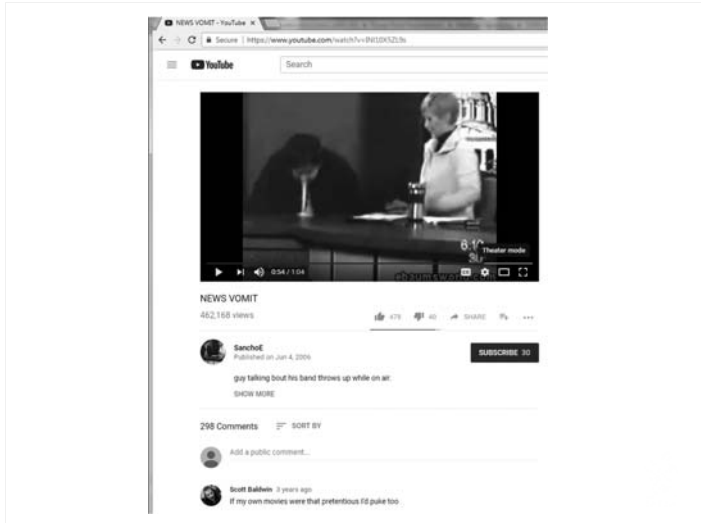 NEWS VOMIT - YouTube ×
Secure | https://www.youtube.com/watch?v=
YouTube Search
Theater mode
0:54 / 1:04
ebaumsworld.com
NEWS VOMIT
462,168 views 479 40 SHARE
SanchoE
Published on Jun 4, 2006
SUBSCRIBE 30
guy talking bout his band throws up while on air.
SHOW MORE
298 Comments SORT BY
Add a public comment...
Scott Baldwin 3 years ago
If my own movies were that pretentious I'd puke too